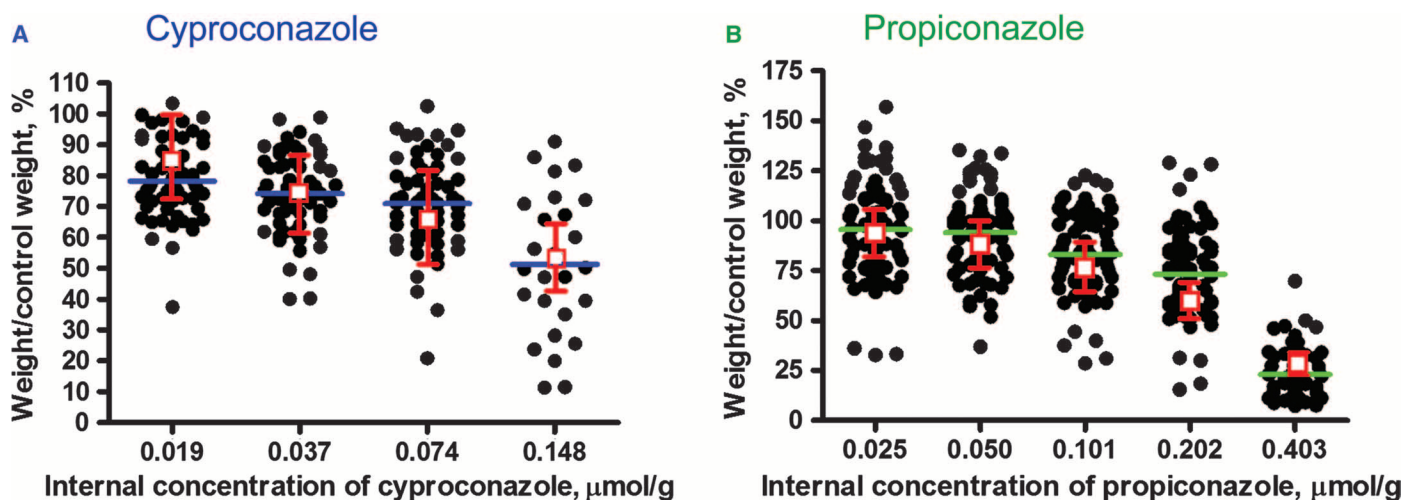 A
Cyproconazole
Weight/control weight, %
110
100
90
80
70
60
50
40
30
20
10
0
0.019 0.037 0.074 0.148
Internal concentration of cyproconazole, μmol/g
B
Propiconazole
Weight/control weight, %
175
150
125
100
75
50
25
0
0.025 0.050 0.101 0.202 0.403
Internal concentration of propiconazole, μmol/g